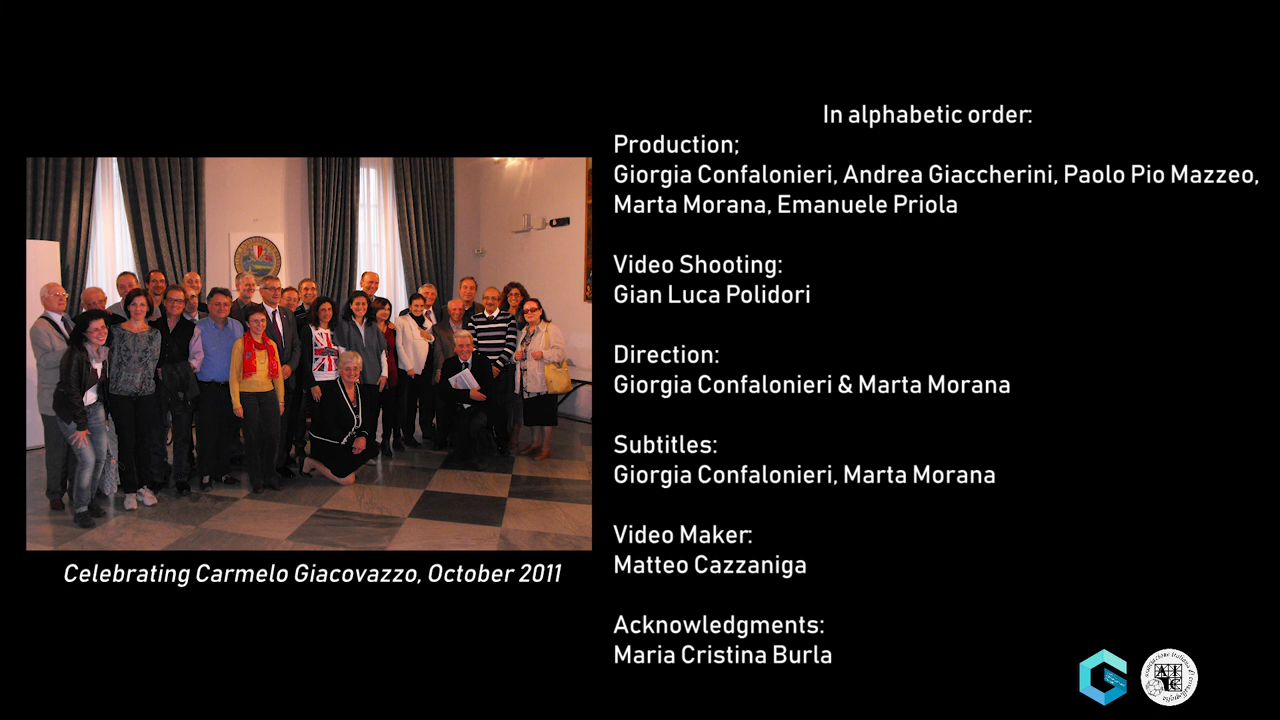 In alphabetic order:
Production;
Giorgia Confalonieri, Andrea Giaccherini, Paolo Pio Mazzeo,
Marta Morana, Emanuele Priola
Video Shooting:
Gian Luca Polidori
Direction:
Giorgia Confalonieri & Marta Morana
Subtitles:
Giorgia Confalonieri, Marta Morana
Video Maker:
Matteo Cazzaniga
Acknowledgments:
Maria Cristina Burla
Celebrating Carmelo Giacovazzo, October 2011